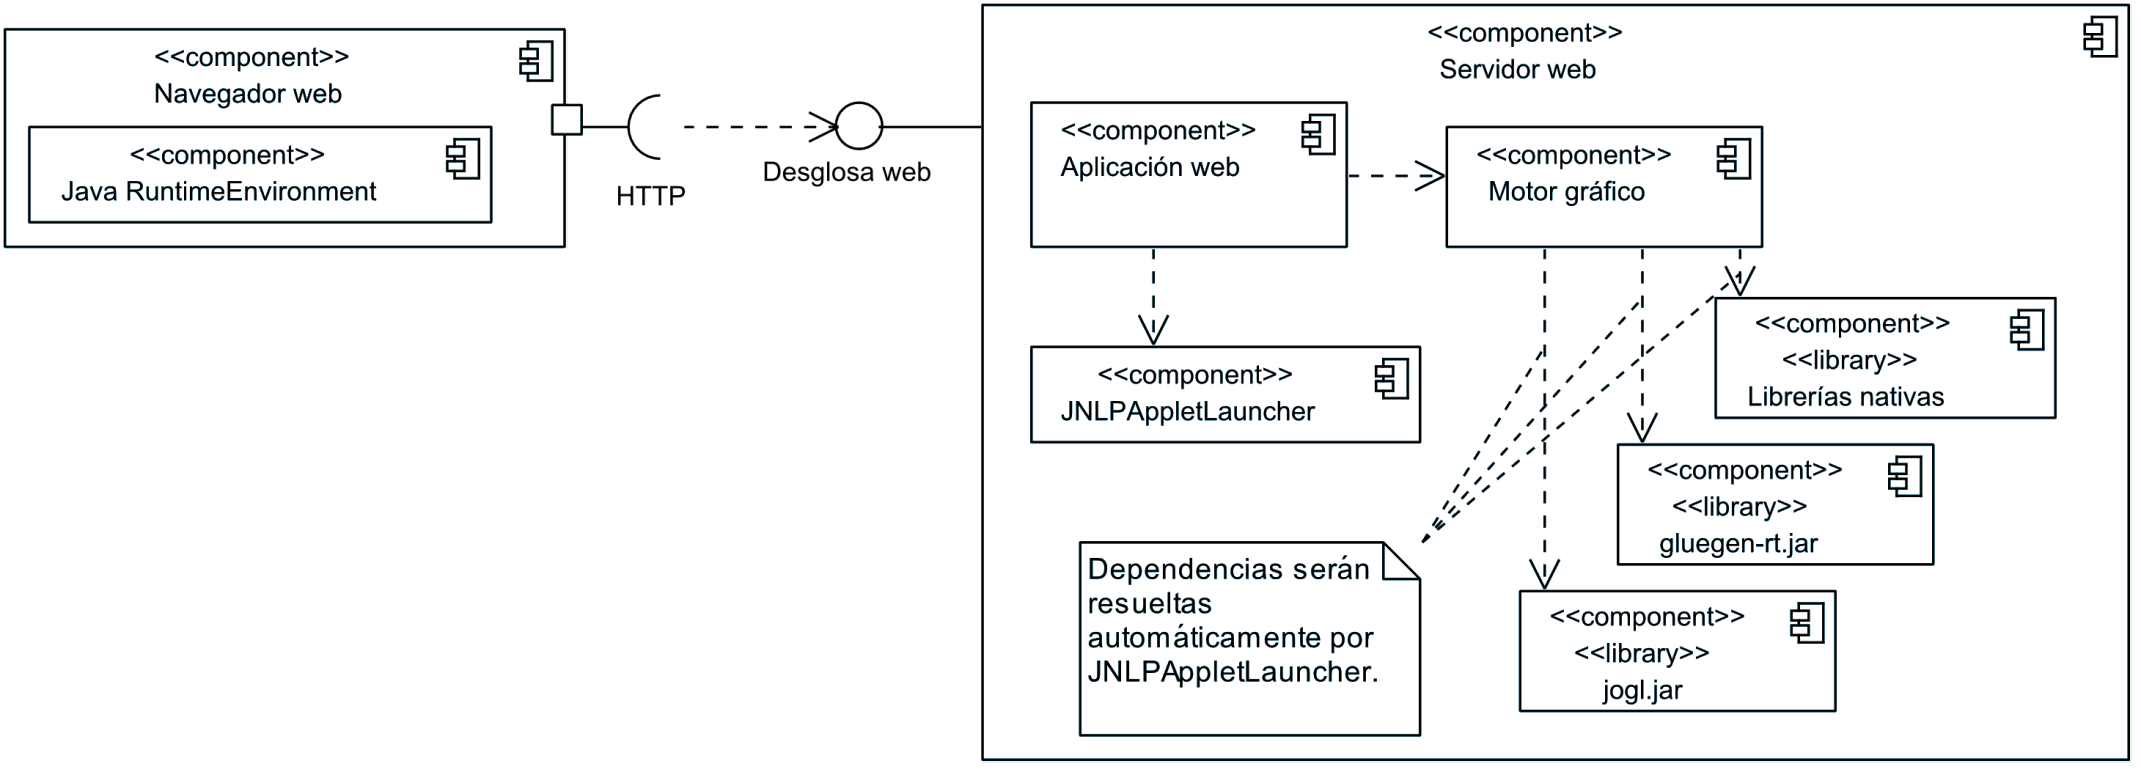 <<component>>
Navegador web
<<component>>
Java RuntimeEnvironment
HTTP
Desglosa web
<<component>>
Servidor web
<<component>>
Aplicación web
<<component>>
Motor gráfico
<<component>>
JNLPAppletLauncher
<<component>>
<<library>>
Librerías nativas
<<component>>
<<library>>
gluegen-rt.jar
<<component>>
<<library>>
jogl.jar
Dependencias serán
resueltas
automáticamente por
JNLPAppletLauncher.